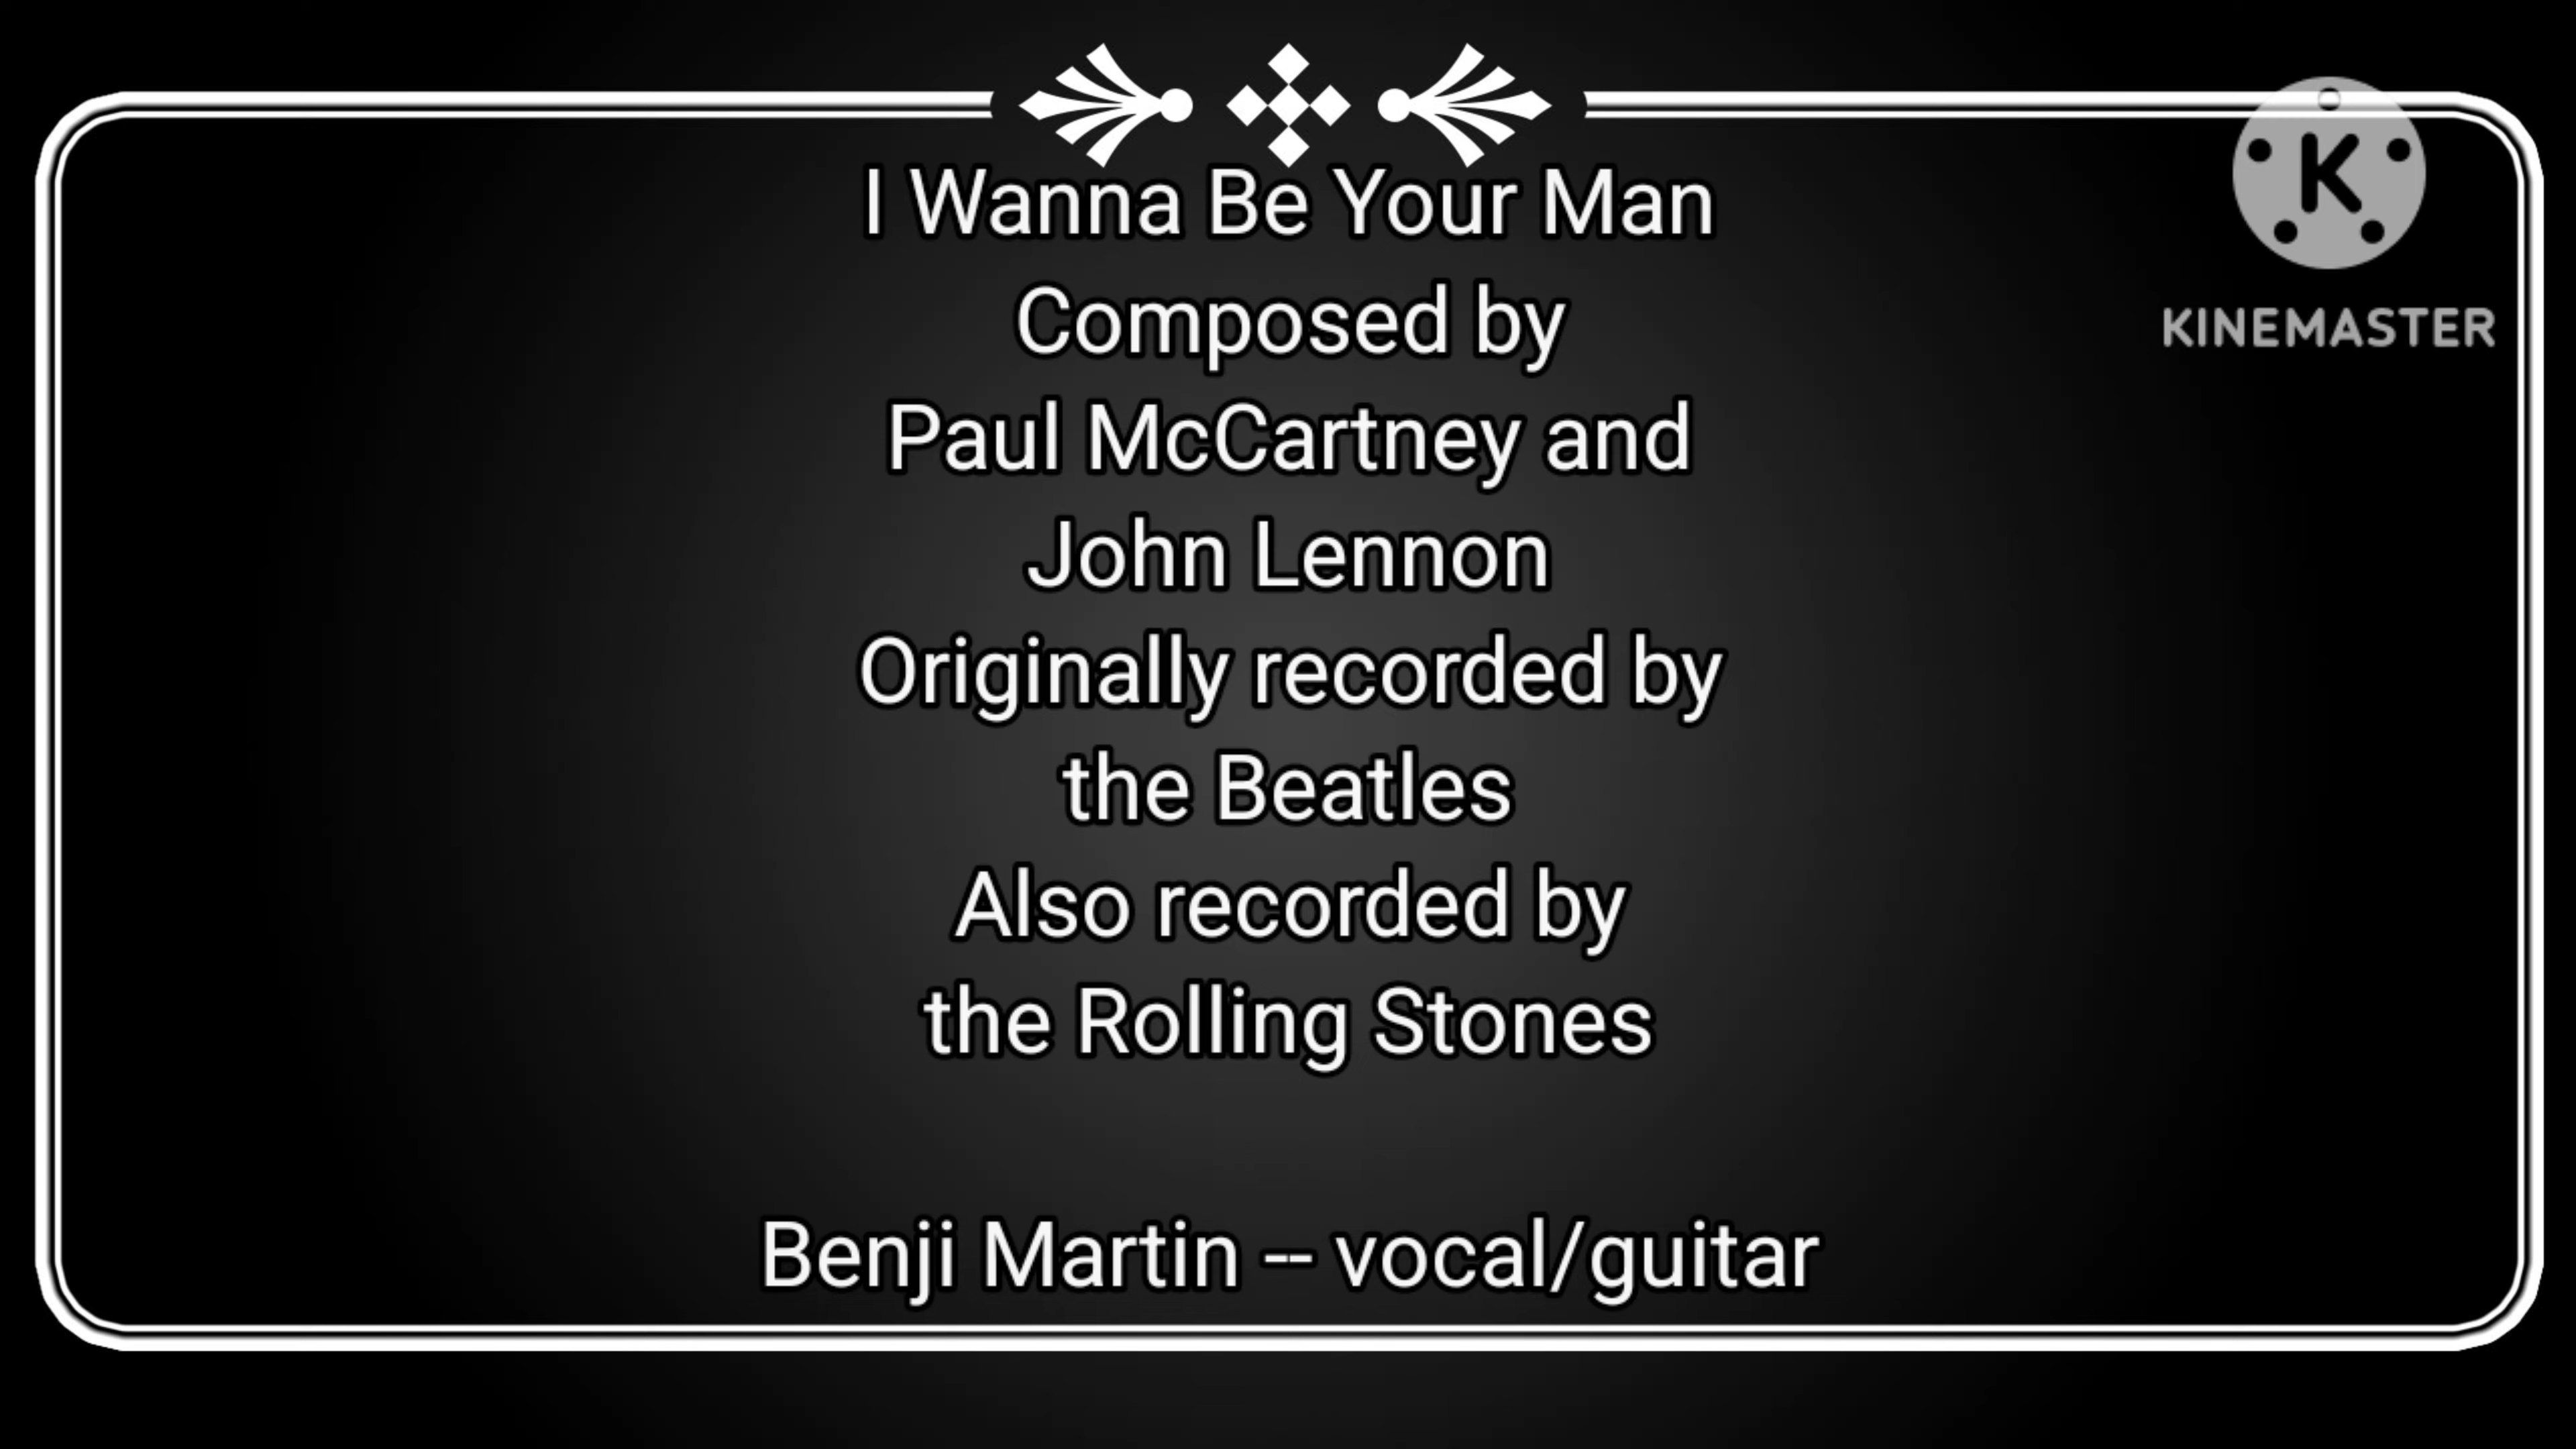 I Wanna Be Your Man
Composed by
Paul McCartney and
John Lennon
Originally recorded by
the Beatles
Also recorded by
the Rolling Stones
Benji Martin -- vocal/guitar
K
KINEMASTER